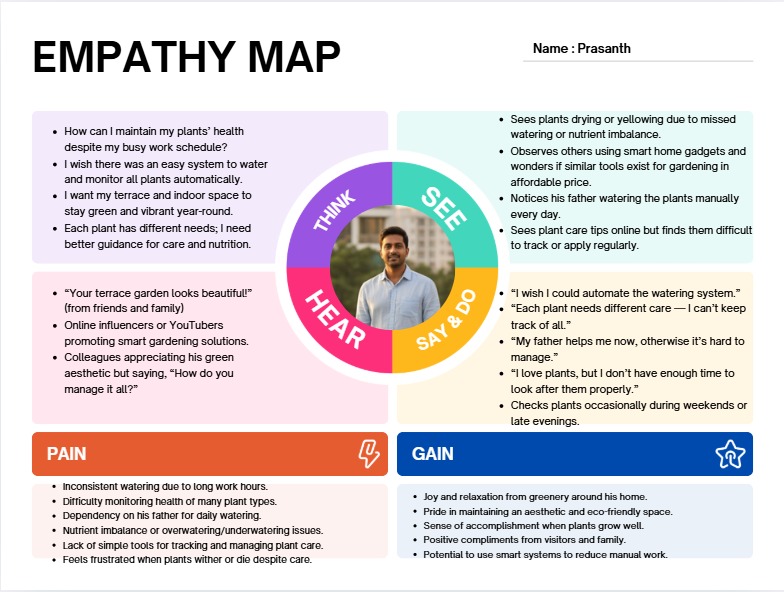 EMPATHY MAP
Name : Prasanth
How can I maintain my plants’ health
despite my busy work schedule?
I wish there was an easy system to water
and monitor all plants automatically.
I want my terrace and indoor space to
stay green and vibrant year-round.
Each plant has different needs; I need
better guidance for care and nutrition.
THINK
SEE
Sees plants drying or yellowing due to missed
watering or nutrient imbalance.
Observes others using smart home gadgets and
wonders if similar tools exist for gardening in
affordable price.
Notices his father watering the plants manually
every day.
Sees plant care tips online but finds them difficult
to track or apply regularly.
“Your terrace garden looks beautiful!”
(from friends and family)
Online influencers or YouTubers
promoting smart gardening solutions.
Colleagues appreciating his green
aesthetic but saying, “How do you
manage it all?”
HEAR
SAY & DO
“I wish I could automate the watering system.”
“Each plant needs different care — I can’t keep
track of all.”
“My father helps me now, otherwise it’s hard to
manage.”
“I love plants, but I don’t have enough time to
look after them properly.”
Checks plants occasionally during weekends or
late evenings.
PAIN
Inconsistent watering due to long work hours.
Difficulty monitoring health of many plant types.
Dependency on his father for daily watering.
Nutrient imbalance or overwatering/underwatering issues.
Lack of simple tools for tracking and managing plant care.
Feels frustrated when plants wither or die despite care.
GAIN
Joy and relaxation from greenery around his home.
Pride in maintaining an aesthetic and eco-friendly space.
Sense of accomplishment when plants grow well.
Positive compliments from visitors and family.
Potential to use smart systems to reduce manual work.